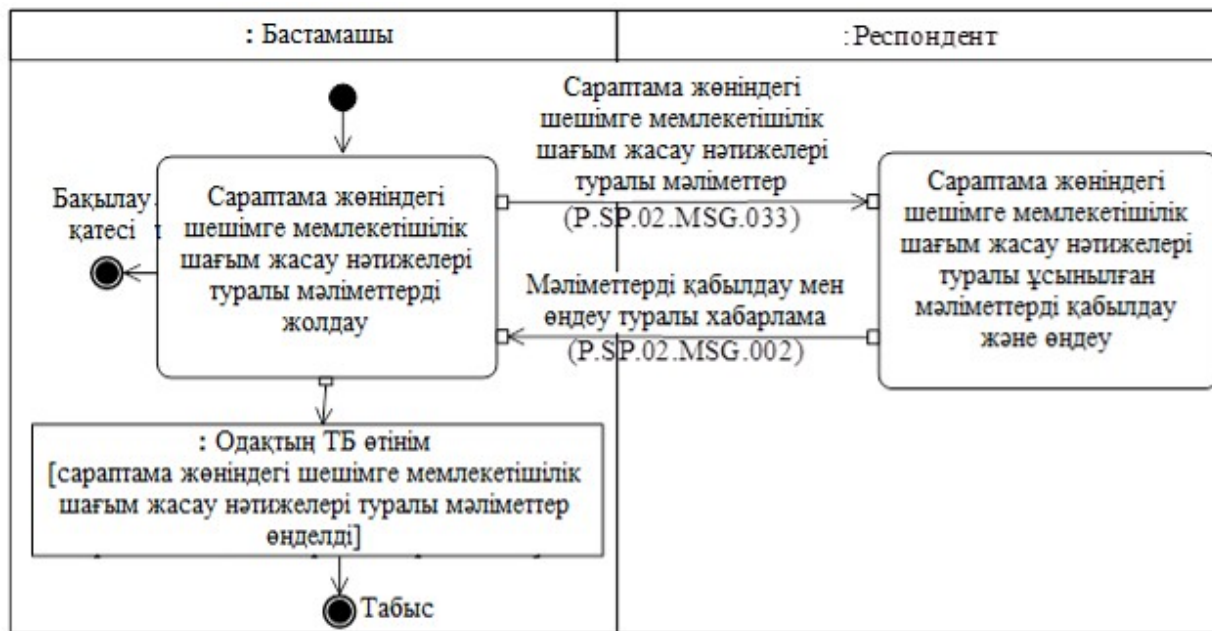 : Бастамашы
:Респондент
Сараптама жөніндегі
шешімге мемлекетішілік
шағым жасау нәтижелері
туралы мәліметтер
(P.SP.02.MSG.033)
Бақылау
қатесі
Сараптама жөніндегі
шешімге мемлекетішілік
шағым жасау нәтижелері
туралы мәліметтерді
жолдау
Сараптама жөніндегі
шешімге мемлекетішілік
шағым жасау нәтижелері
туралы ұсынылған
мәліметтерді қабылдау
және өңдеу
Мәліметтерді қабылдау мен
өңдеу туралы хабарлама
(P.SP.02.MSG.002)
: Одақтың ТБ өтінім
[сараптама жөніндегі шешімге мемлекетішілік
шағым жасау нәтижелері туралы мәліметтер
өңделді]
Табыс